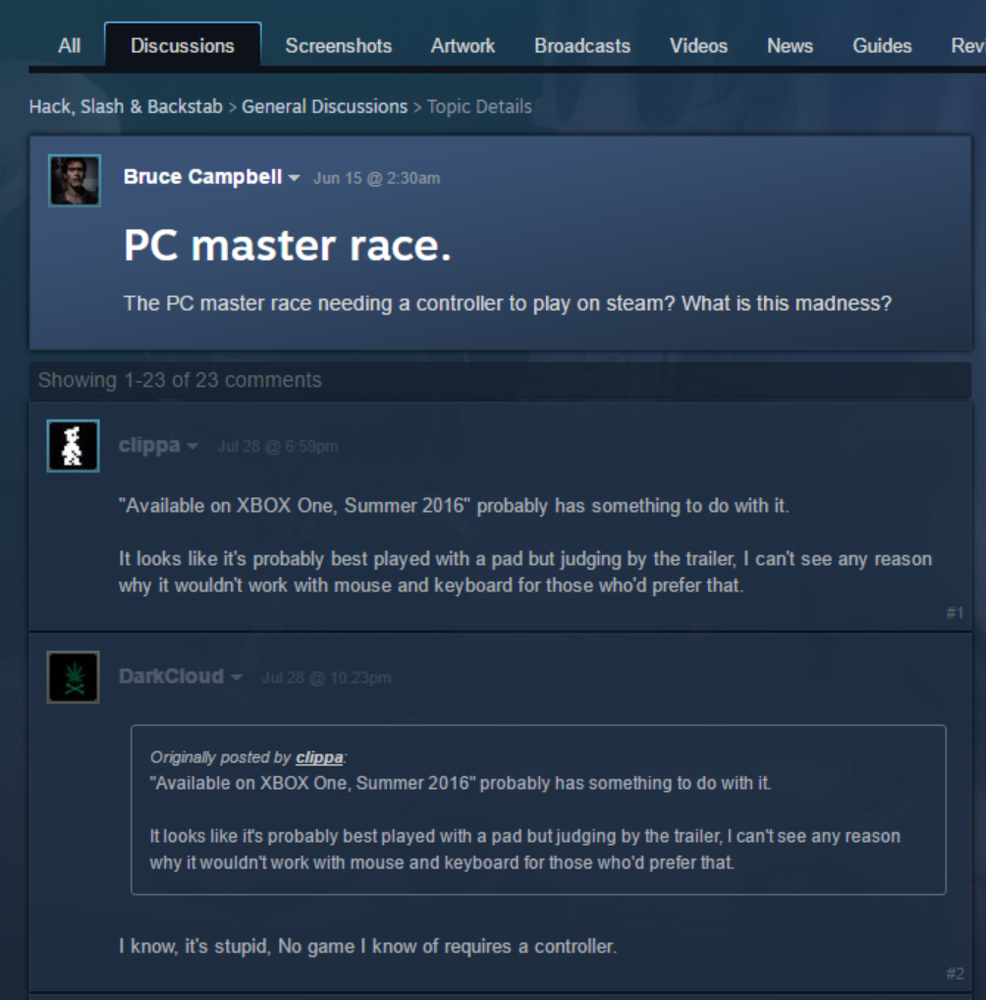 All Discussions Screenshots Artwork Broadcasts Videos News Guides
Hack, Slash & Backstab > General Discussions > Topic Details
Bruce Campbell Jun 15 @ 2:30am
PC master race.
The PC master race needing a controller to play on steam? What is this madness?
Showing 1-23 of 23 comments
clippa Jul 28 @ 6:59pm
"Available on XBOX One, Summer 2016" probably has something to do with it.
It looks like it's probably best played with a pad but judging by the trailer, I can't see any reason
why it wouldn't work with mouse and keyboard for those who'd prefer that.
#1
DarkCloud Jul 28 @ 10:23pm
Originally posted by clippa:
"Available on XBOX One, Summer 2016" probably has something to do with it.
It looks like it's probably best played with a pad but judging by the trailer, I can't see any reason
why it wouldn't work with mouse and keyboard for those who'd prefer that.
I know, it's stupid, No game I know of requires a controller.
#2